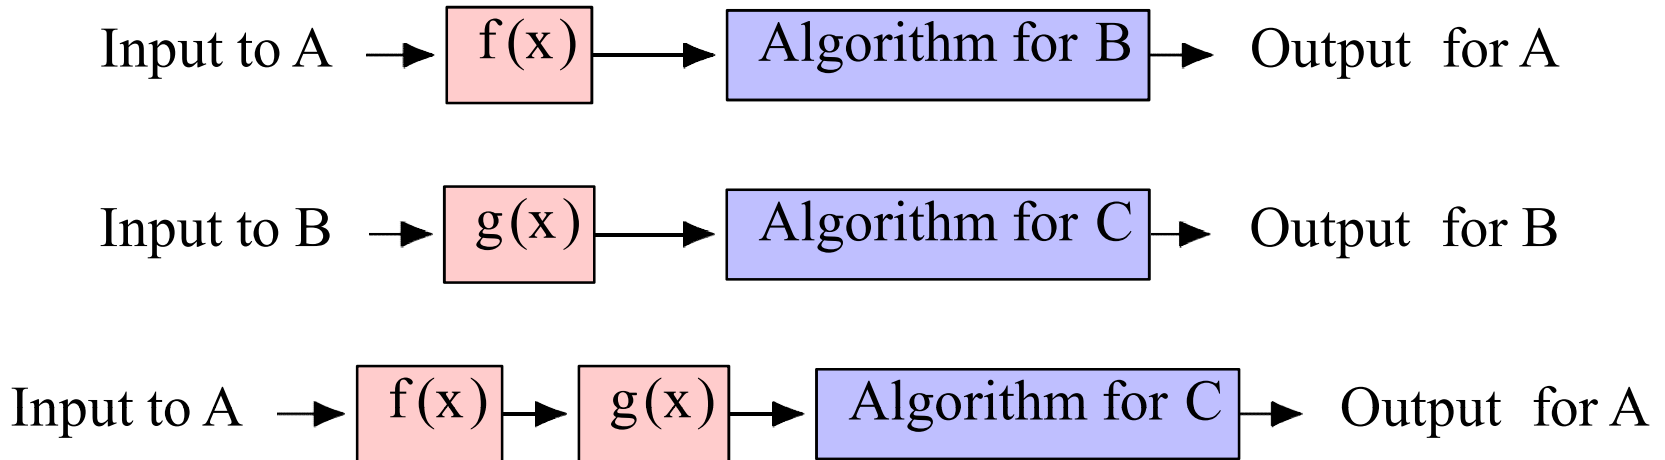 Input to A f(x) Algorithm for B Output for A
Input to B g(x) Algorithm for C Output for B
Input to A f(x) g(x) Algorithm for C Output for A